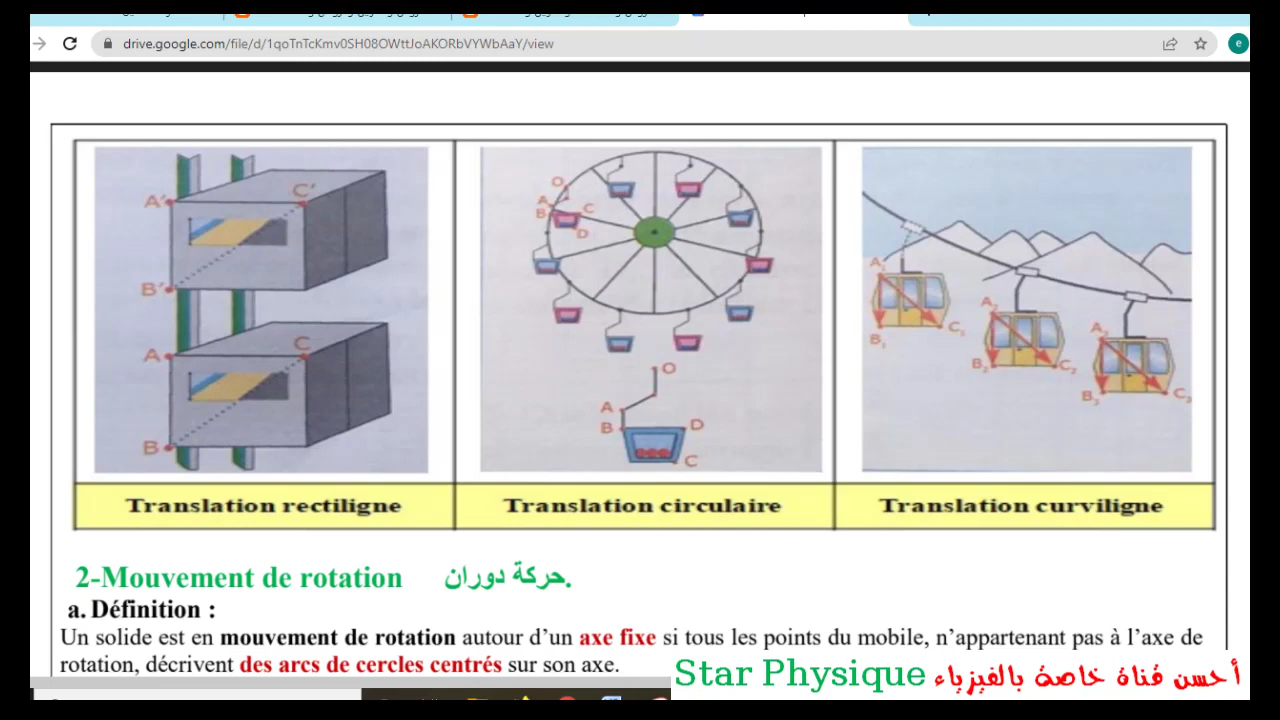 drive.google.com/file/d/1qoTnTcKmv0SH08OWttJoAKORbVYWbAaY/view
e
A' C'
B'
A C
B
O
A
B C
D
O
A
B D
C
A₁
B₁ C₁
A₂
B₂ C₂
A₃
B₃ C₃
Translation rectiligne Translation circulaire Translation curviligne
2-Mouvement de rotation حركة دوران.
a. Définition :
Un solide est en mouvement de rotation autour d’un axe fixe si tous les points du mobile, n’appartenant pas à l’axe de
rotation, décrivent des arcs de cercles centrés sur son axe.
Star Physique أحسن قناة خاصة بالفيزياء